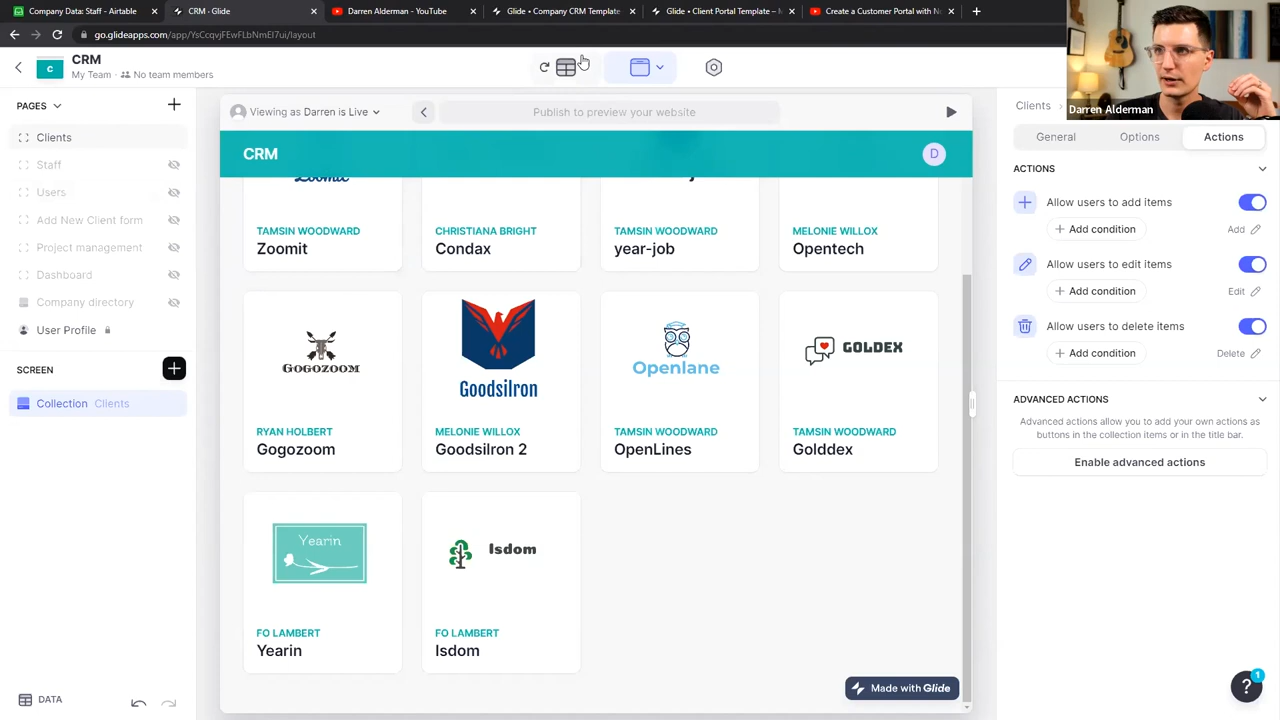 Company Data: Staff - Airtable
CRM - Glide
Darren Alderman - YouTube
Glide • Company CRM Template
Glide • Client Portal Template –
Create a Customer Portal with N
go.glideapps.com/app/YsCcqvjFEwFLbNmEI7ui/layout
C
CRM
My Team
No team members
Darren Alderman
PAGES
Clients
Staff
Users
Add New Client form
Project management
Dashboard
Company directory
User Profile
SCREEN
Collection Clients
DATA
Viewing as Darren is Live
Publish to preview your website
CRM
D
TAMSIN WOODWARD
Zoomit
CHRISTIANA BRIGHT
Condax
TAMSIN WOODWARD
year-job
MELONIE WILLOX
Opentech
GOGOZOOM
RYAN HOLBERT
Gogozoom
Goodsilron
MELONIE WILLOX
Goodsilron 2
Openlane
TAMSIN WOODWARD
OpenLines
GOLDEX
TAMSIN WOODWARD
Golddex
Yearin
FO LAMBERT
Yearin
Isdom
FO LAMBERT
Isdom
Made with Glide
Clients
General
Options
Actions
ACTIONS
Allow users to add items
Add condition
Add
Allow users to edit items
Add condition
Edit
Allow users to delete items
Add condition
Delete
ADVANCED ACTIONS
Advanced actions allow you to add your own actions as
buttons in the collection items or in the title bar.
Enable advanced actions
?
1